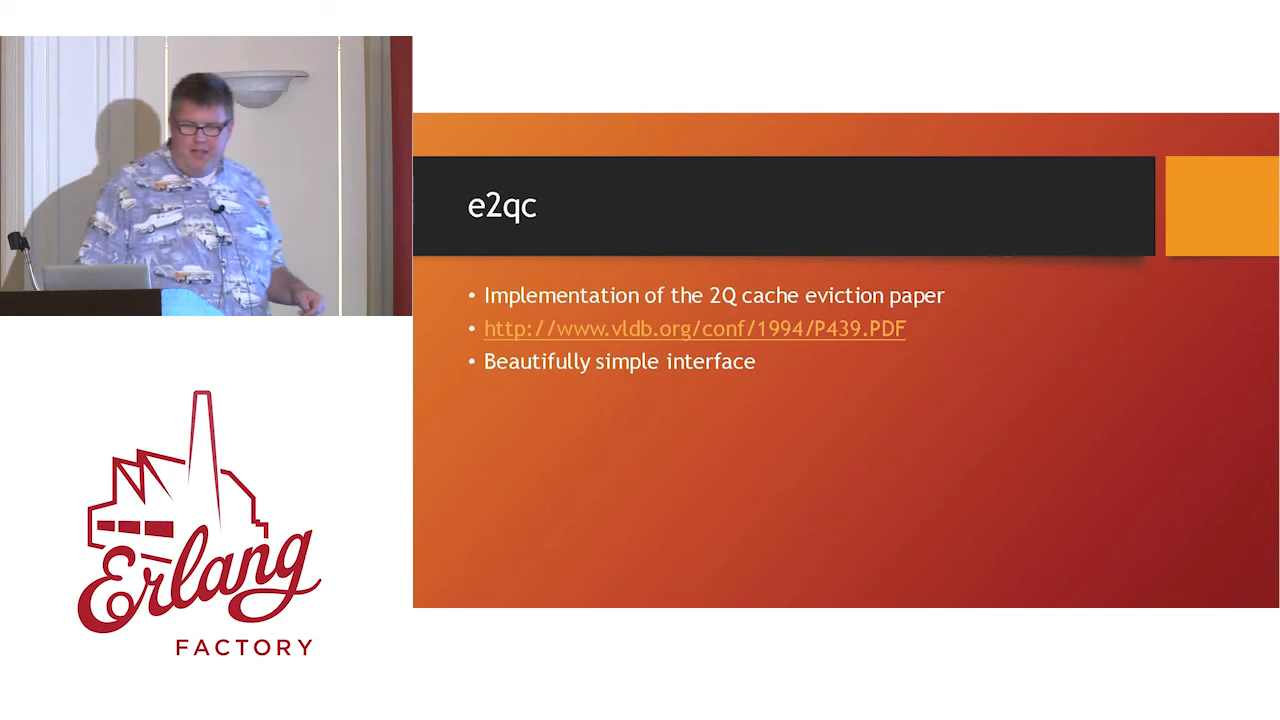 e2qc
• Implementation of the 2Q cache eviction paper
• http://www.vldb.org/conf/1994/P439.PDF
• Beautifully simple interface
Erlang
FACTORY